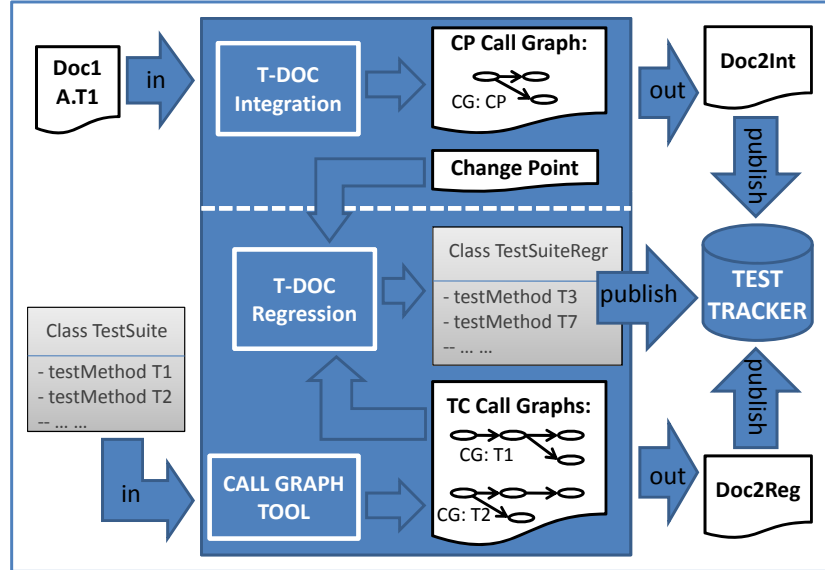 Doc1
A.T1
in
T-DOC
Integration
CP Call Graph:
CG: CP
out
Doc2Int
publish
Change Point
T-DOC
Regression
Class TestSuiteRegr
- testMethod T3
- testMethod T7
-- ... ...
publish
TEST
TRACKER
Class TestSuite
- testMethod T1
- testMethod T2
-- ... ...
in
CALL GRAPH
TOOL
TC Call Graphs:
CG: T1
CG: T2
out
Doc2Reg
publish